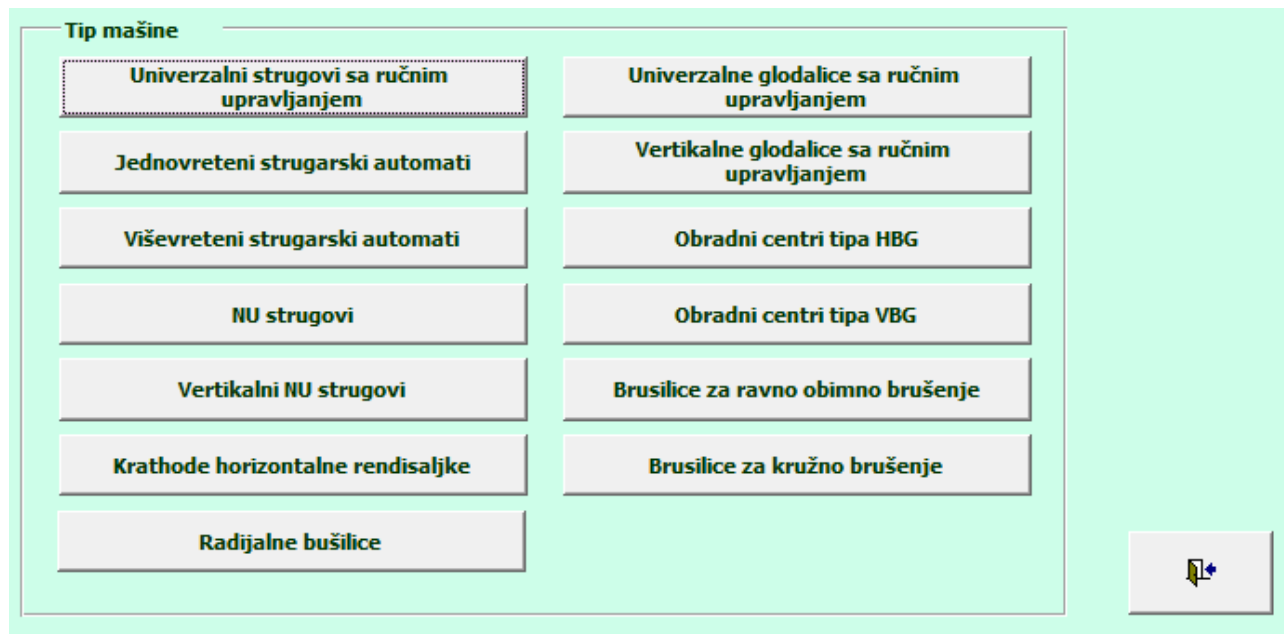 Tip mašine
Univerzalni strugovi sa ručnim
upravljanjem
Jednovreteni strugarski automati
Viševreteni strugarski automati
NU strugovi
Vertikalni NU strugovi
Krathode horizontalne rendisaljke
Radijalne bušilice
Univerzalne glodalice sa ručnim
upravljanjem
Vertikalne glodalice sa ručnim
upravljanjem
Obradni centri tipa HBG
Obradni centri tipa VBG
Brusilice za ravno obimno brušenje
Brusilice za kružno brušenje